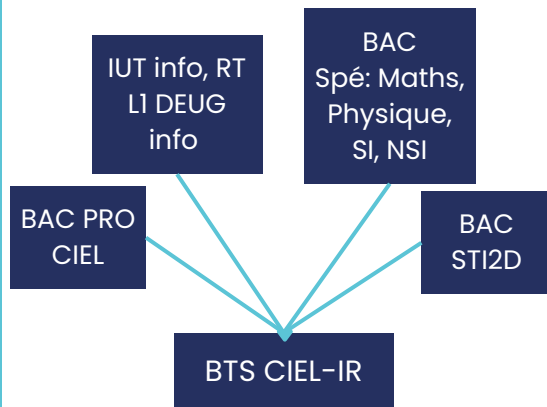 IUT info, RT
L1 DEUG
info
BAC
Spé: Maths,
Physique,
SI, NSI
BAC PRO
CIEL
BAC
STI2D
BTS CIEL-IR